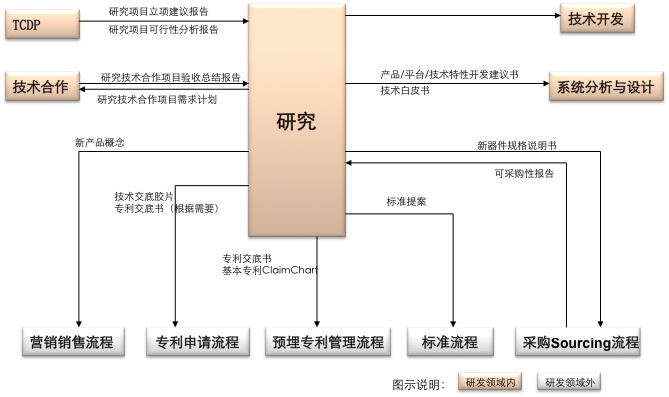 TCDP
研究项目立项建议报告
研究项目可行性分析报告
技术开发
技术合作
研究技术合作项目验收总结报告
研究技术合作项目需求计划
研究
产品/平台/技术特性开发建议书
技术白皮书
系统分析与设计
新产品概念
新器件规格说明书
可采购性报告
技术交底胶片
专利交底书（根据需要）
标准提案
专利交底书
基本专利ClaimChart
营销销售流程
专利申请流程
预埋专利管理流程
标准流程
采购Sourcing流程
图示说明：
研发领域内
研发领域外